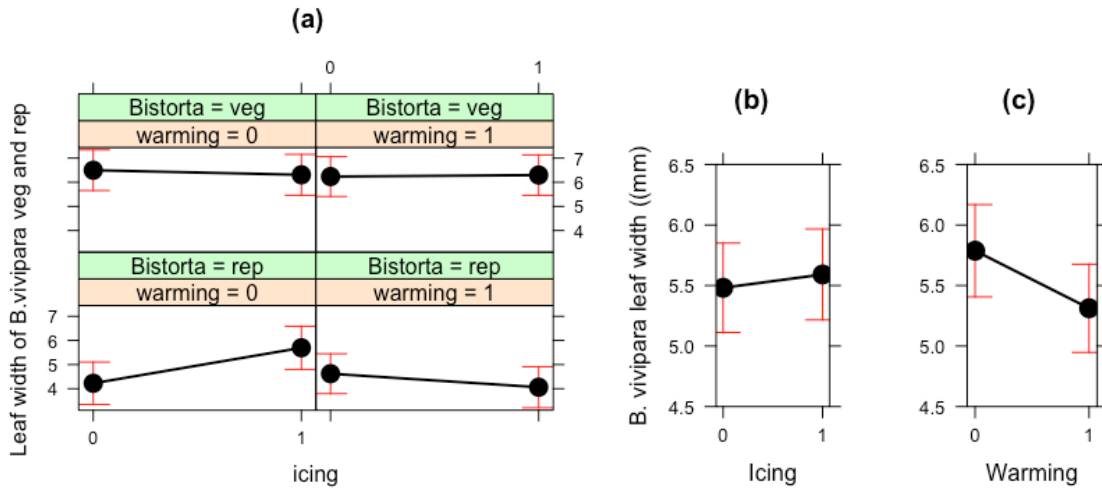 (a)
0 1
Bistorta = veg Bistorta = veg
warming = 0 warming = 1
7
6
5
4
Bistorta = rep Bistorta = rep
warming = 0 warming = 1
7
6
5
4
0 1
icing
Leaf width of B.vivipara veg and rep
(b)
6.5
6.0
5.5
5.0
4.5
0 1
Icing
B. vivipara leaf width ((mm)
(c)
6.5
6.0
5.5
5.0
4.5
0 1
Warming